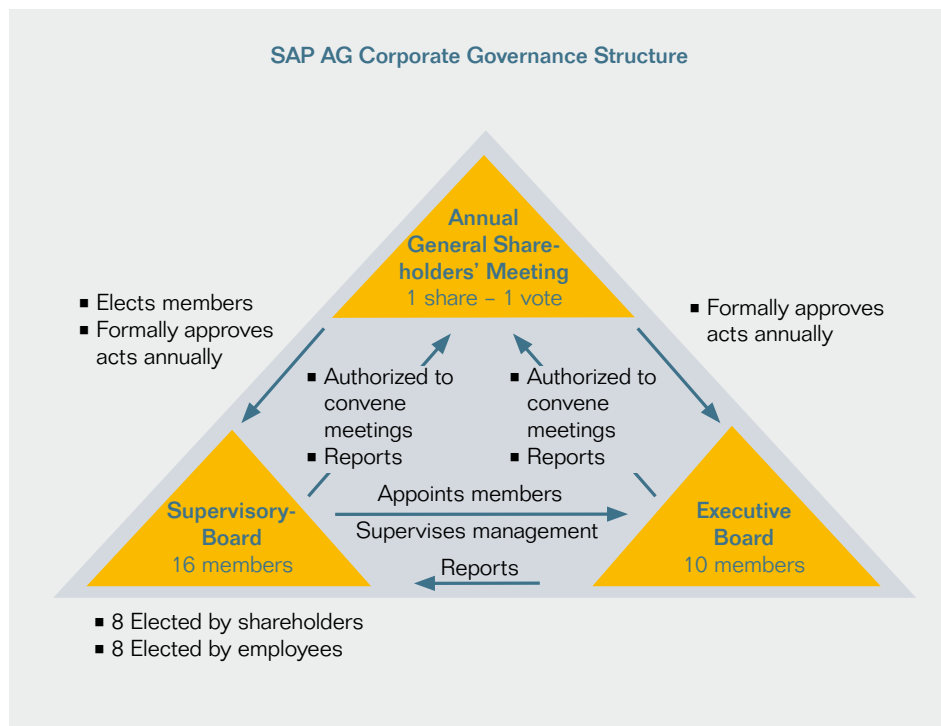 SAP AG Corporate Governance Structure
Annual
General Share-
holders’ Meeting
1 share – 1 vote
■ Elects members
■ Formally approves
acts annually
■ Formally approves
acts annually
■ Authorized to
convene
meetings
■ Reports
■ Authorized to
convene
meetings
■ Reports
Supervisory-
Board
16 members
Appoints members
Supervises management
Reports
Executive
Board
10 members
■ 8 Elected by shareholders
■ 8 Elected by employees